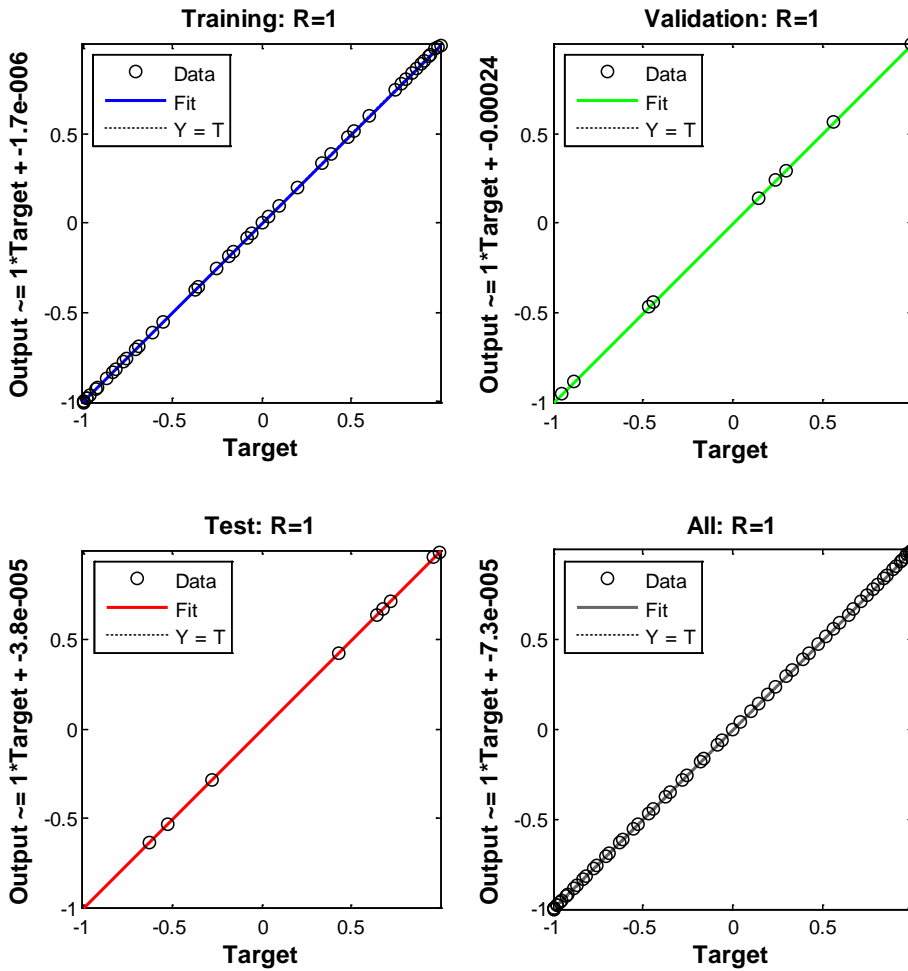 Training: R=1
Output ~= 1*Target + -1.7e-006
Data
Fit
Y = T
0.5
0
-0.5
-1
-1 -0.5 0 0.5
Target
Validation: R=1
Output ~= 1*Target + -0.00024
Data
Fit
Y = T
0.5
0
-0.5
-1
-1 -0.5 0 0.5
Target
Test: R=1
Output ~= 1*Target + -3.8e-005
Data
Fit
Y = T
0.5
0
-0.5
-1
-1 -0.5 0 0.5
Target
All: R=1
Output ~= 1*Target + -7.3e-005
Data
Fit
Y = T
0.5
0
-0.5
-1
-1 -0.5 0 0.5
Target